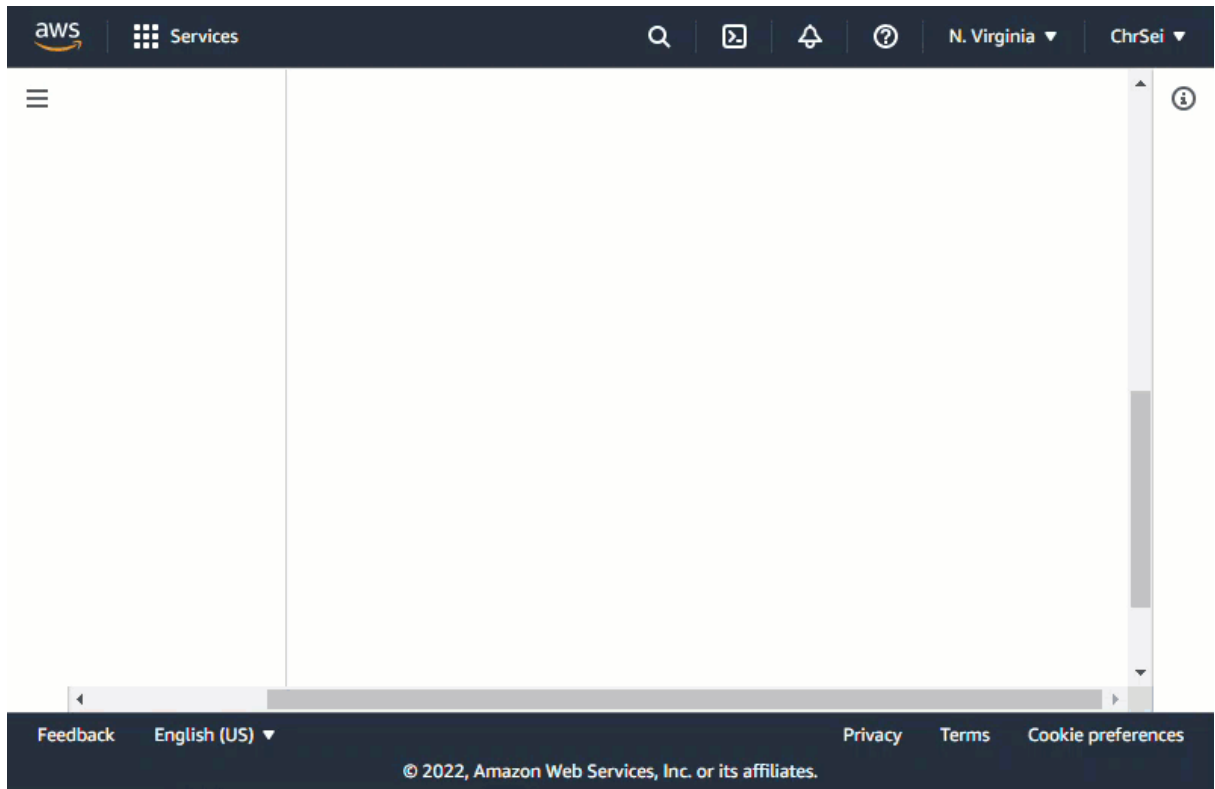 aws Services N. Virginia ▼ ChrSei ▼
Feedback English (US) ▼ Privacy Terms Cookie preferences
© 2022, Amazon Web Services, Inc. or its affiliates.